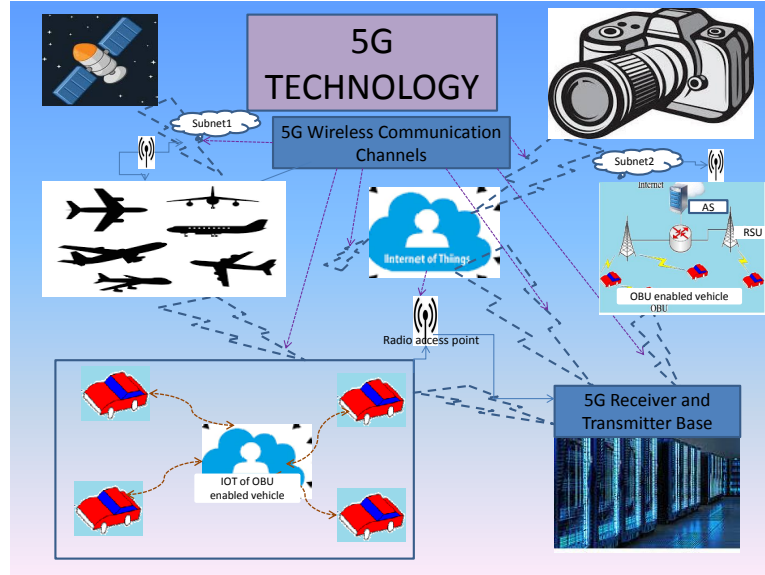 5G
TECHNOLOGY
Subnet1
5G Wireless Communication
Channels
Subnet2
Internet
AS
RSU
Internet of Things
OBU enabled vehicle
OBU
Radio access point
5G Receiver and
Transmitter Base
IOT of OBU
enabled vehicle